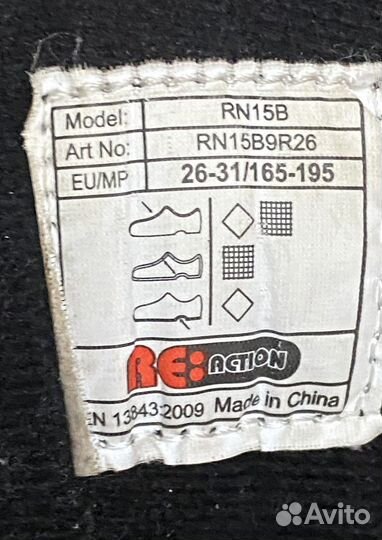 Model: RN15B
Art No: RN15B9R26
EU/MP 26-31/165-195
RE:ACTION
EN 13843:2009 Made in China
Avito